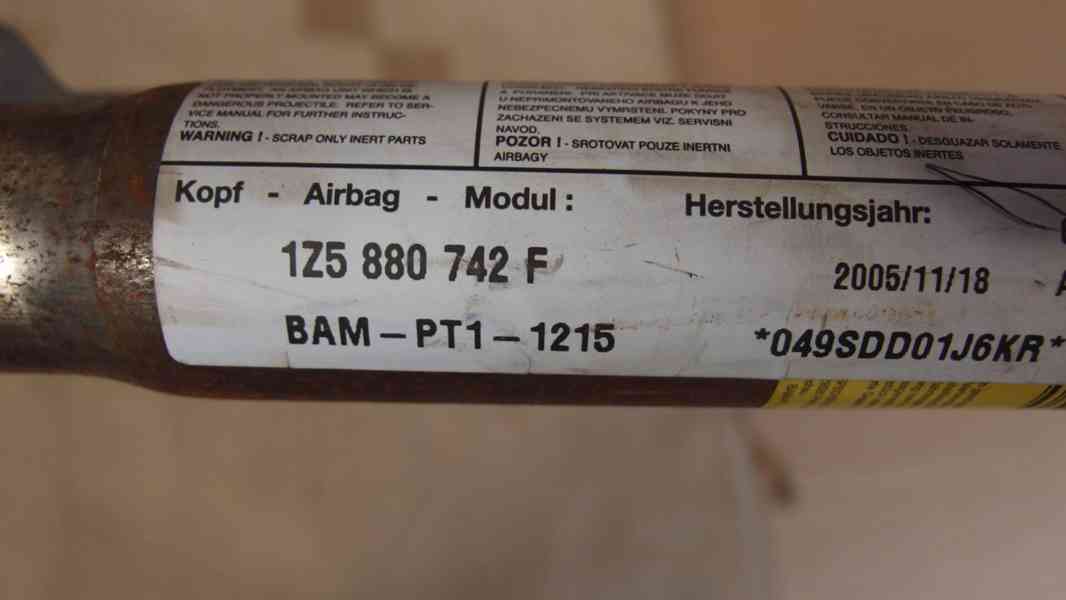 NOT PROPERLY MOUNTED MAY BECOME A
DANGEROUS PROJECTILE. REFER TO SER-
VICE MANUAL FOR FURTHER INSTRUC-
TIONS.
WARNING ! - SCRAP ONLY INERT PARTS
U NEPRIMONTOVANEHO AIRBAGU K JEHO
NEBEZPECNEMU VYMRSTENI. POKYNY PRO
ZACHAZENI SE SYSTEMEM VIZ. SERVISNI
NAVOD.
POZOR ! - SROTOVAT POUZE INERTNI
AIRBAGY
CONSULTAR MANUAL DE IN-
STRUCCIONES.
CUIDADO ! - DESGUAZAR SOLAMENTE
LOS OBJETOS INERTES
Kopf - Airbag - Modul :
Herstellungsjahr:
1Z5 880 742 F
2005/11/18
BAM-PT1-1215
*049SDD01J6KR*